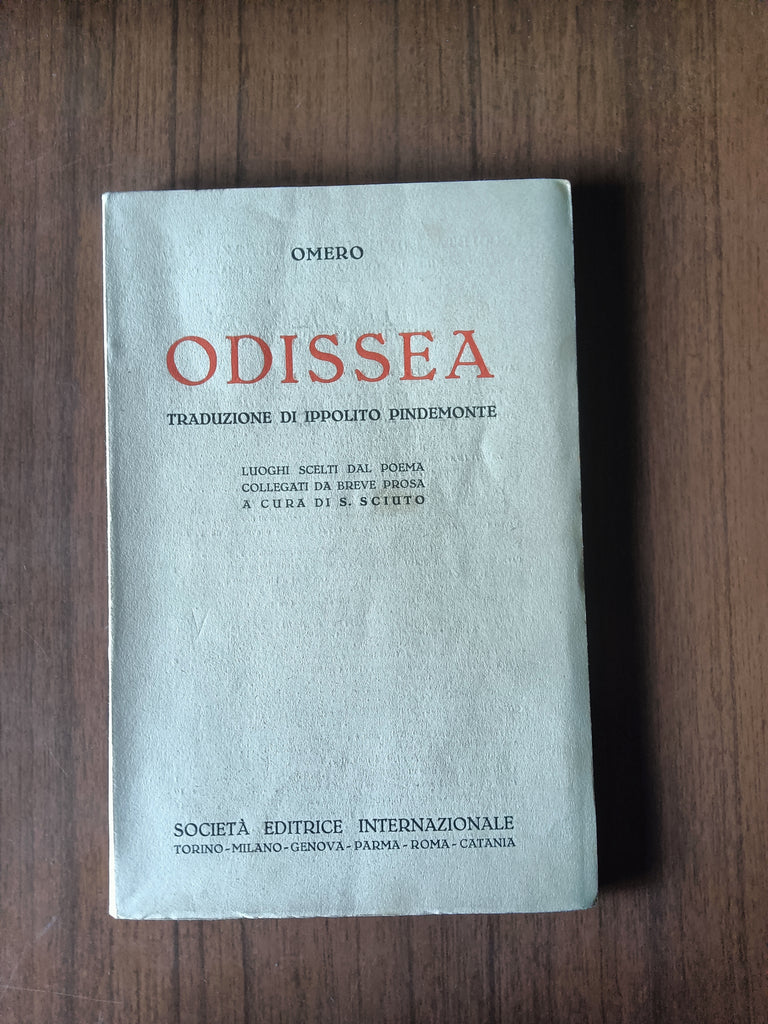 OMERO
ODISSEA
TRADUZIONE DI IPPOLITO PINDEMONTE
LUOGHI SCELTI DAL POEMA
COLLEGATI DA BREVE PROSA
A CURA DI S. SCIUTO
SOCIETÀ EDITRICE INTERNAZIONALE
TORINO-MILANO-GENOVA-PARMA-ROMA-CATANIA